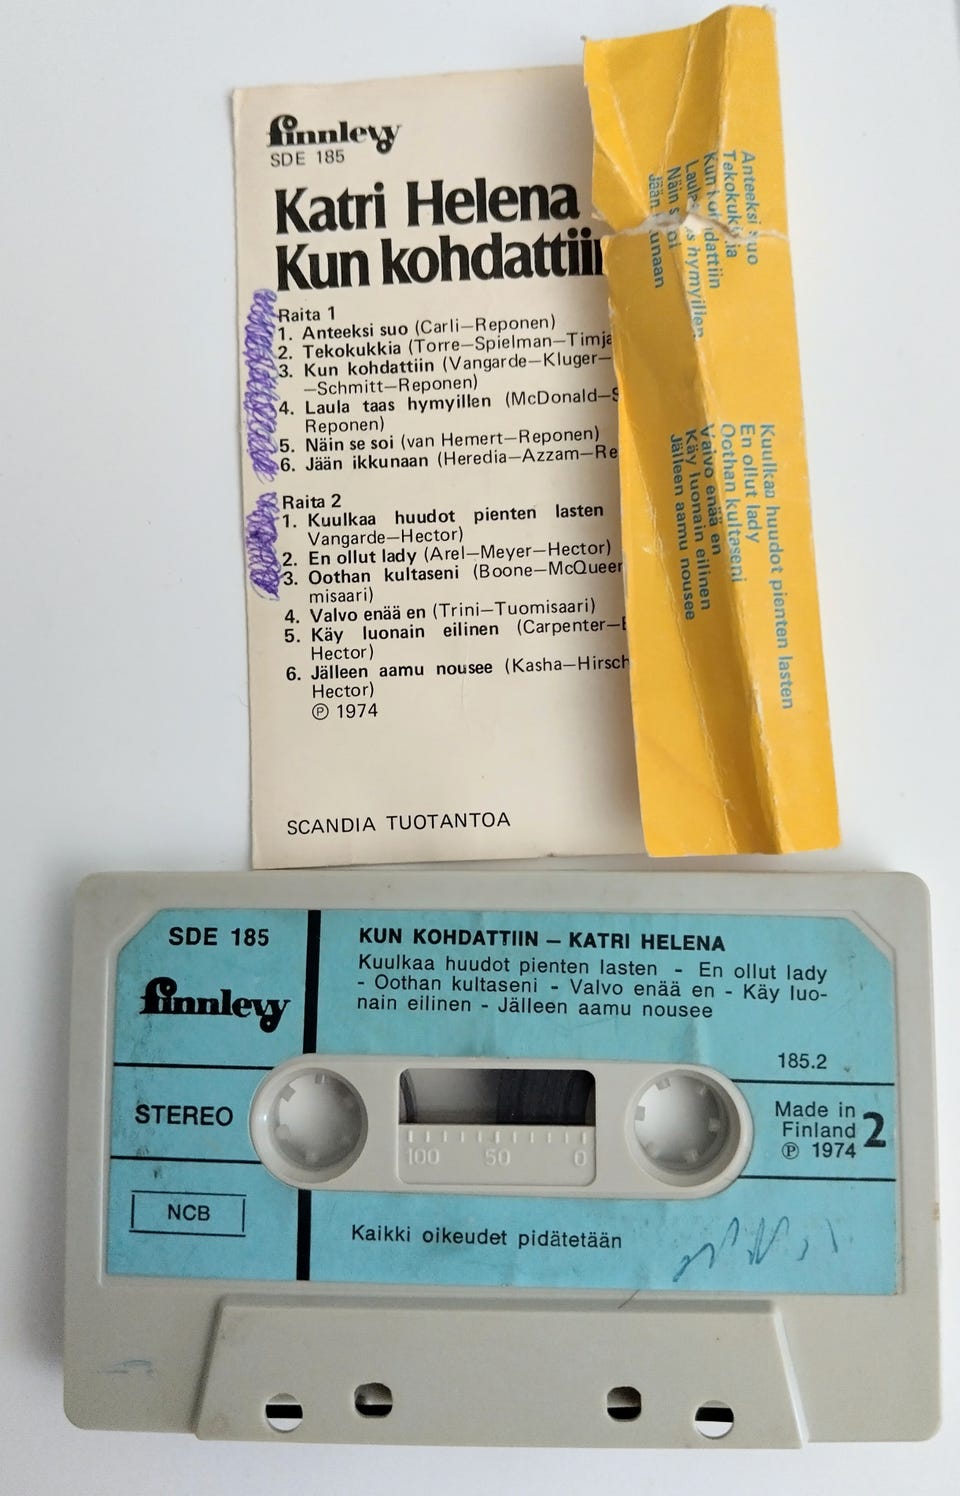 finnlevy
SDE 185
Katri Helena
Kun kohdattiin
Raita 1
1. Anteeksi suo (Carli–Reponen)
2. Tekokukkia (Torre–Spielman–Timja
3. Kun kohdattiin (Vangarde–Kluger–
–Schmitt–Reponen)
4. Laula taas hymyillen (McDonald–S
Reponen)
5. Näin se soi (van Hemert–Reponen)
6. Jään ikkunaan (Heredia–Azzam–Re
Raita 2
1. Kuulkaa huudot pienten lasten
Vangarde–Hector)
2. En ollut lady (Arel–Meyer–Hector)
3. Oothan kultaseni (Boone–McQueen
misaari)
4. Valvo enää en (Trini–Tuomisaari)
5. Käy luonain eilinen (Carpenter–B
Hector)
6. Jälleen aamu nousee (Kasha–Hirsch
Hector)
℗ 1974
SCANDIA TUOTANTOA
Anteeksi suo
Tekokukkia
Kun kohdattiin
Laula taas hymyillen
Näin se soi
Jään ikkunaan
Kuulkaa huudot pienten lasten
En ollut lady
Oothan kultaseni
Valvo enää en
Käy luonain eilinen
Jälleen aamu nousee
SDE 185
finnlevy
KUN KOHDATTIIN – KATRI HELENA
Kuulkaa huudot pienten lasten - En ollut lady
- Oothan kultaseni - Valvo enää en - Käy luo-
nain eilinen - Jälleen aamu nousee
185.2
STEREO
Made in
Finland
℗ 1974
2
100 50 0
NCB
Kaikki oikeudet pidätetään